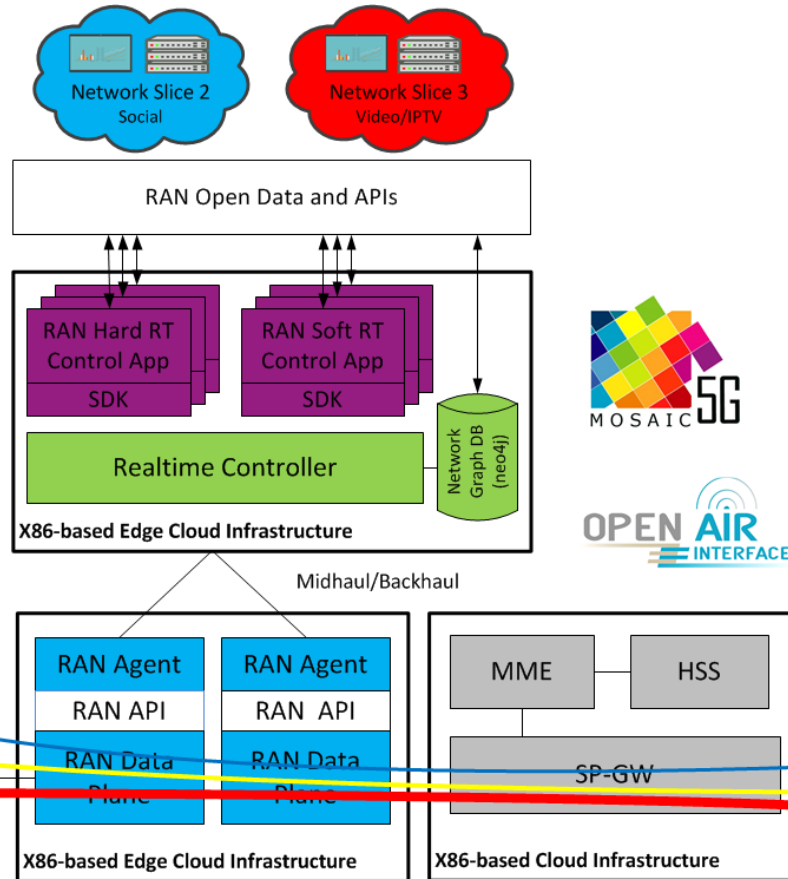 Network Slice 2
Social
Network Slice 3
Video/IPTV
RAN Open Data and APIs
RAN Hard RT
Control App
SDK
RAN Soft RT
Control App
SDK
Realtime Controller
Network
Graph DB
(neo4j)
X86-based Edge Cloud Infrastructure
MOSAIC 5G
OPEN AIR
INTERFACE
Midhaul/Backhaul
RAN Agent
RAN API
RAN Data
Plane
RAN Agent
RAN API
RAN Data
Plane
X86-based Edge Cloud Infrastructure
MME
HSS
SP-GW
X86-based Cloud Infrastructure